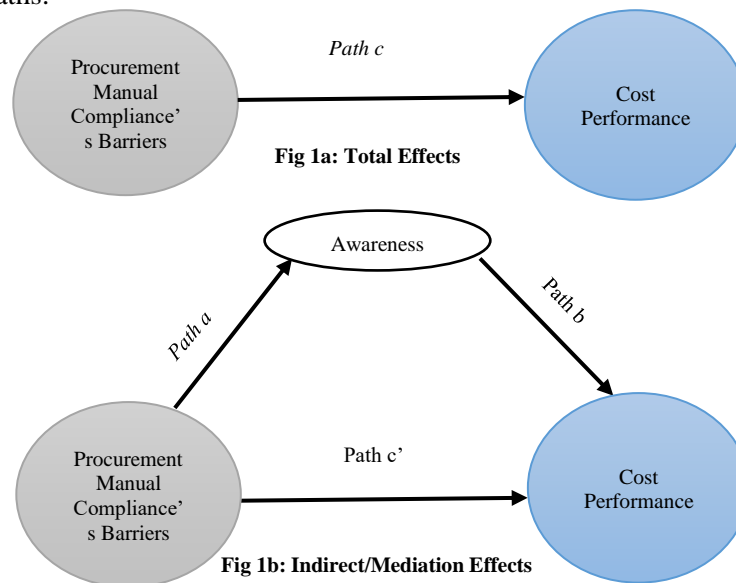 paths.
Path c
Procurement
Manual
Compliance’
s Barriers
Cost
Performance
Fig 1a: Total Effects
Awareness
Path a
Path b
Procurement
Manual
Compliance’
s Barriers
Path c’
Cost
Performance
Fig 1b: Indirect/Mediation Effects